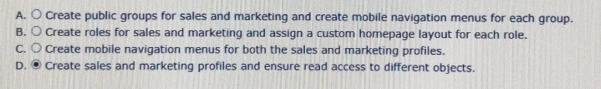 A. Create public groups for sales and marketing and create mobile navigation menus for each group.
B. Create roles for sales and marketing and assign a custom homepage layout for each role.
C. Create mobile navigation menus for both the sales and marketing profiles.
D. Create sales and marketing profiles and ensure read access to different objects.